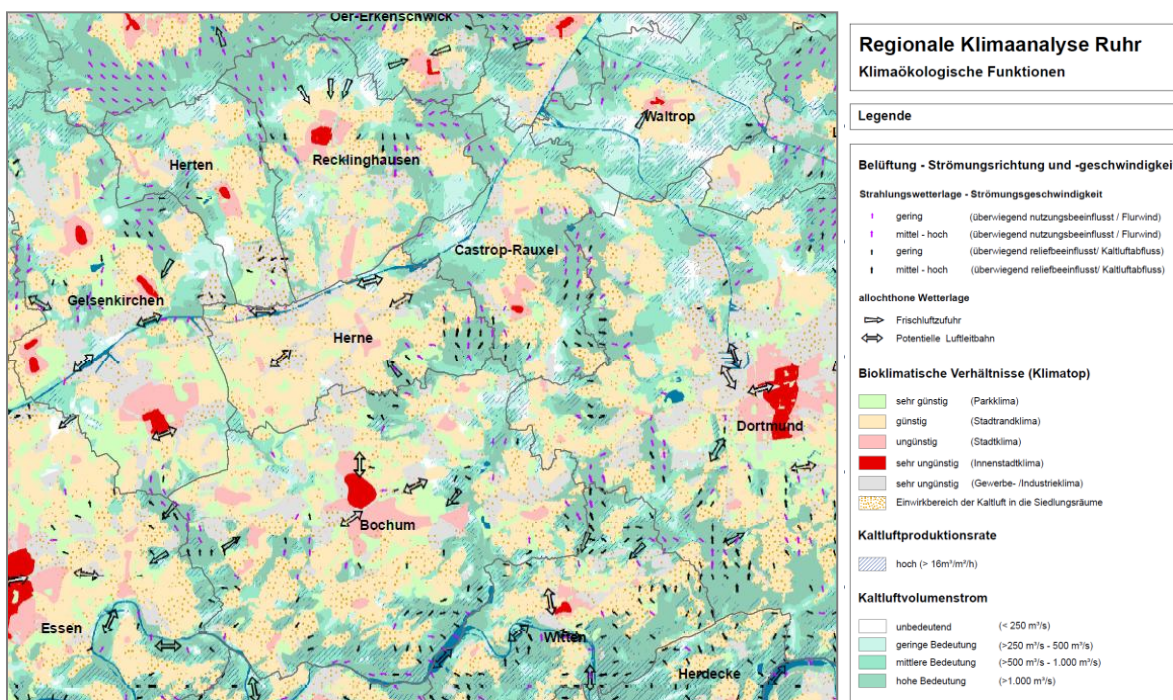 Oer-Erkenschwick
Waltrop
Herten
Recklinghausen
Castrop-Rauxel
Gelsenkirchen
Herne
Dortmund
Bochum
Essen
Witten
Herdecke
Regionale Klimaanalyse Ruhr
Klimaökologische Funktionen
Legende
Belüftung - Strömungsrichtung und -geschwindigkei
Strahlungswetterlage - Strömungsgeschwindigkeit
gering (überwiegend nutzungsbeeinflusst / Flurwind)
mittel - hoch (überwiegend nutzungsbeeinflusst / Flurwind)
gering (überwiegend reliefbeeinflusst/ Kaltluftabfluss)
mittel - hoch (überwiegend reliefbeeinflusst/ Kaltluftabfluss)
allochthone Wetterlage
Frischluftzufuhr
Potentielle Luftleitbahn
Bioklimatische Verhältnisse (Klimatop)
sehr günstig (Parkklima)
günstig (Stadtrandklima)
ungünstig (Stadtklima)
sehr ungünstig (Innenstadtklima)
sehr ungünstig (Gewerbe- /Industrieklima)
Einwirkbereich der Kaltluft in die Siedlungsräume
Kaltluftproduktionsrate
hoch (> 16m³/m²/h)
Kaltluftvolumenstrom
unbedeutend (< 250 m³/s)
geringe Bedeutung (>250 m³/s - 500 m³/s)
mittlere Bedeutung (>500 m³/s - 1.000 m³/s)
hohe Bedeutung (>1.000 m³/s)